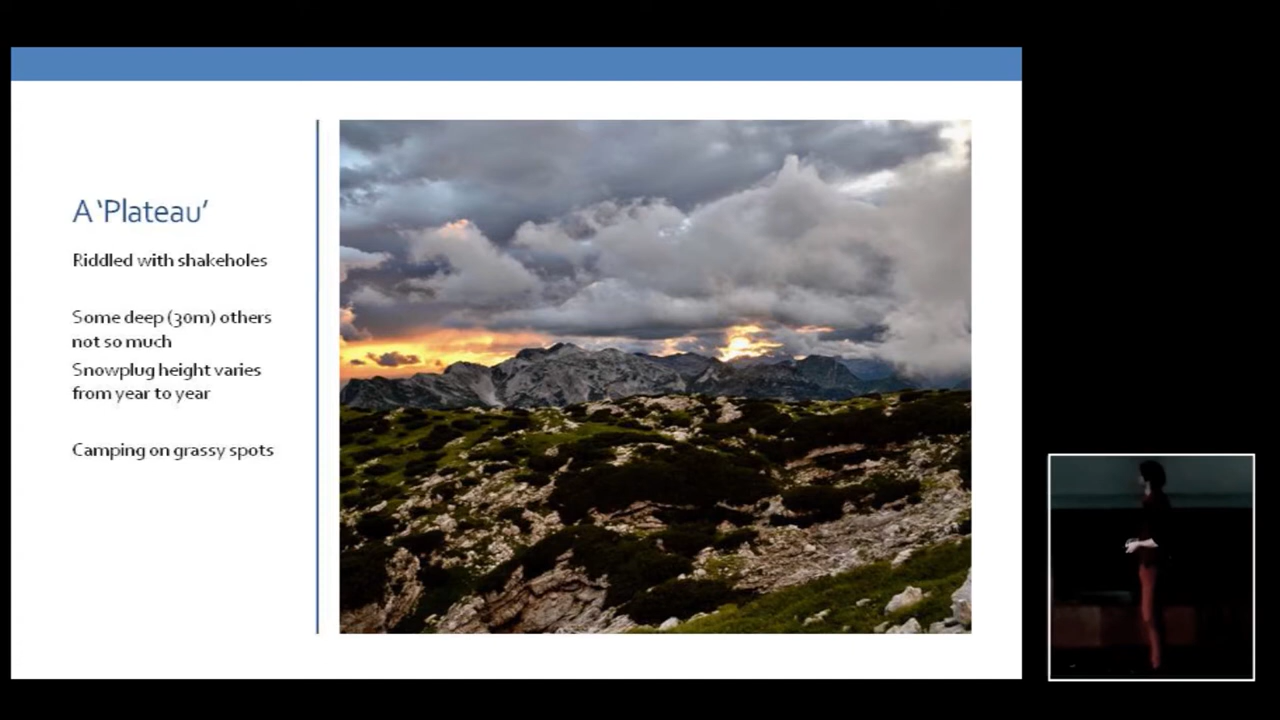 A ‘Plateau’
Riddled with shakeholes
Some deep (30m) others
not so much
Snowplug height varies
from year to year
Camping on grassy spots